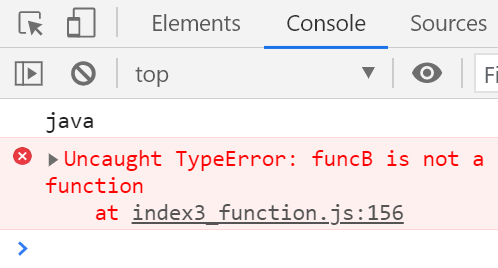 Elements Console Sources
top Fi
java
Uncaught TypeError: funcB is not a
function
at index3_function.js:156